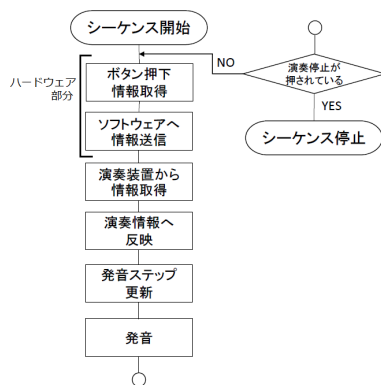 シーケンス開始
ハードウェア
部分
ボタン押下
情報取得
ソフトウェアへ
情報送信
演奏装置から
情報取得
演奏情報へ
反映
発音ステップ
更新
発音
NO
演奏停止が
押されている
YES
シーケンス停止